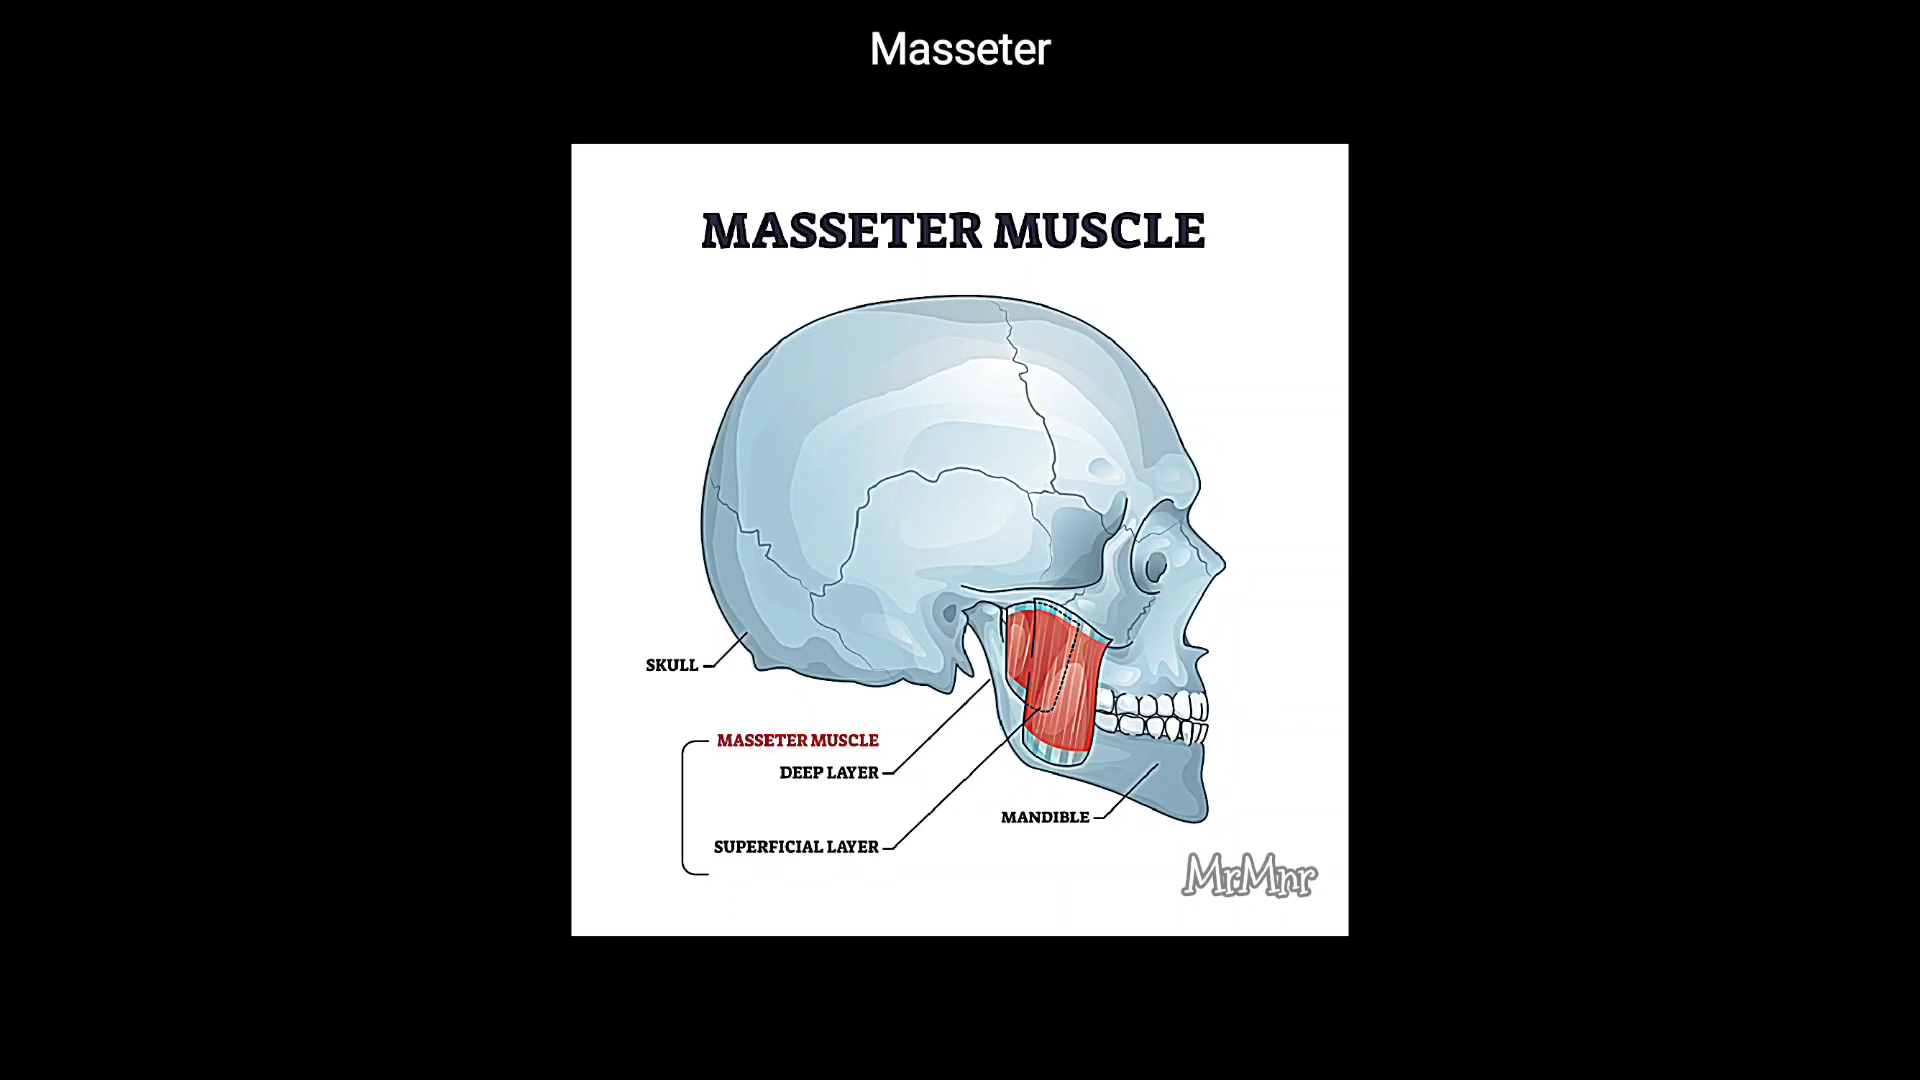 Masseter
MASSETER MUSCLE
SKULL
MASSETER MUSCLE
DEEP LAYER
SUPERFICIAL LAYER
MANDIBLE
MrMnr